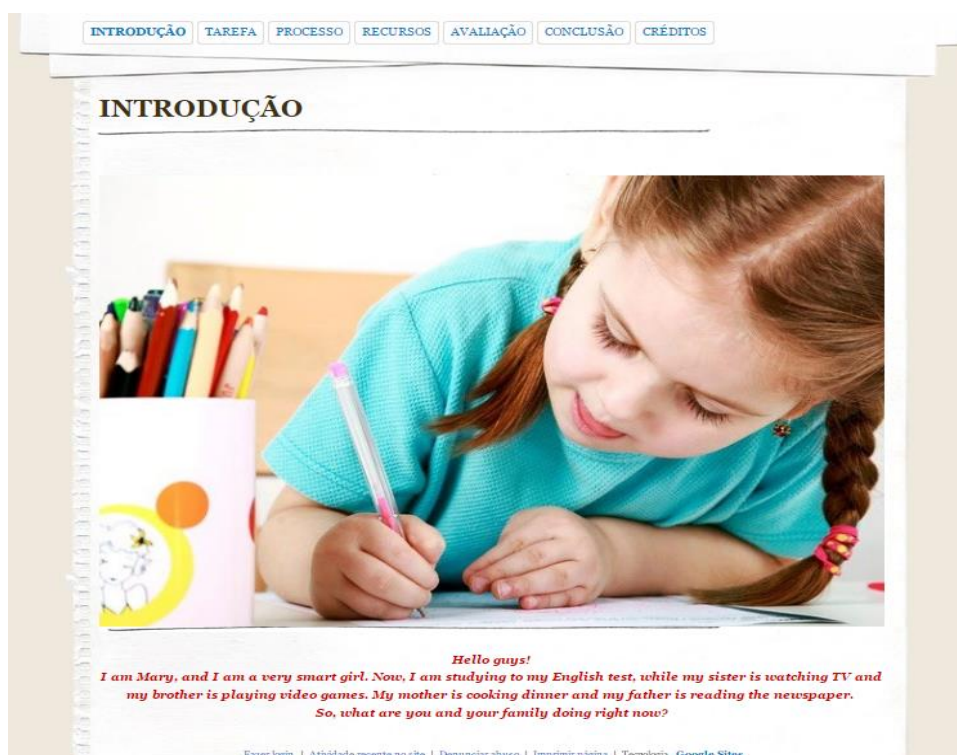 INTRODUÇÃO TAREFA PROCESSO RECURSOS AVALIAÇÃO CONCLUSÃO CRÉDITOS
INTRODUÇÃO
Hello guys!
I am Mary, and I am a very smart girl. Now, I am studying to my English test, while my sister is watching TV and
my brother is playing video games. My mother is cooking dinner and my father is reading the newspaper.
So, what are you and your family doing right now?
Fazer login | Atividade recente no site | Denunciar abuso | Imprimir página | Tecnologia Google Sites